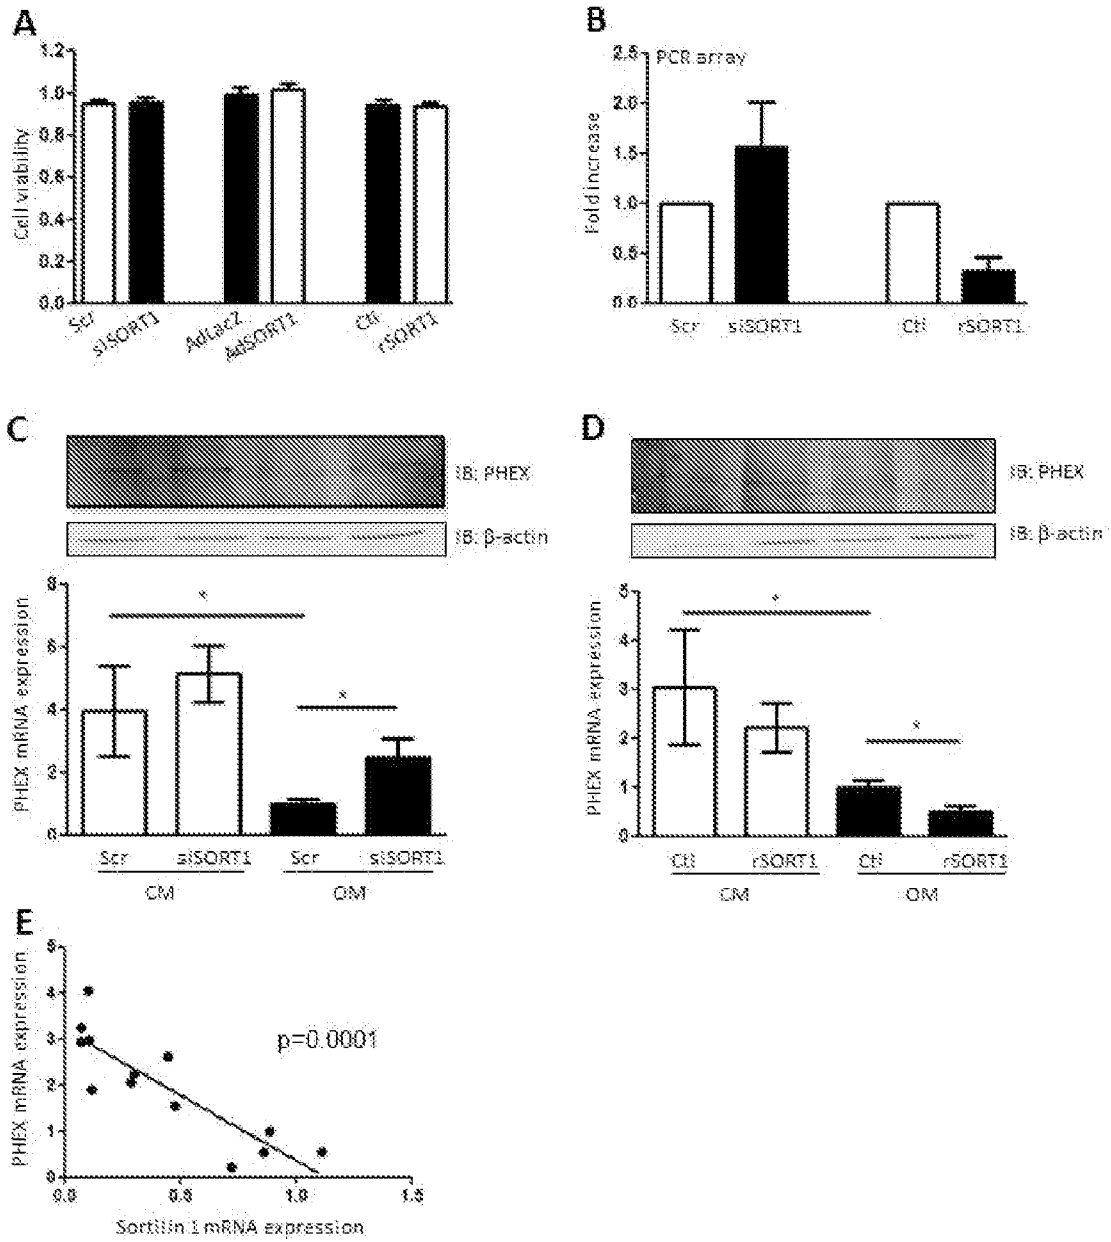 A
1.2
1.0
0.8
0.6
0.4
0.2
0.0
Cell viability
Scr
siSORT1
AdLacZ
AdSORT1
Ctl
rSORT1
B
PCR array
2.5
2.0
1.5
1.0
0.5
0.0
Fold increase
Scr
siSORT1
Ctl
rSORT1
C
IB: PHEX
IB: β-actin
8
6
4
2
0
PHEX mRNA expression
*
*
Scr
siSORT1
Scr
siSORT1
CM
OM
D
IB: PHEX
IB: β-actin
5
4
3
2
1
0
PHEX mRNA expression
*
*
Ctl
rSORT1
Ctl
rSORT1
CM
OM
E
5
4
3
2
1
0
PHEX mRNA expression
p=0.0001
0.0
0.5
1.0
1.5
Sortilin 1 mRNA expression